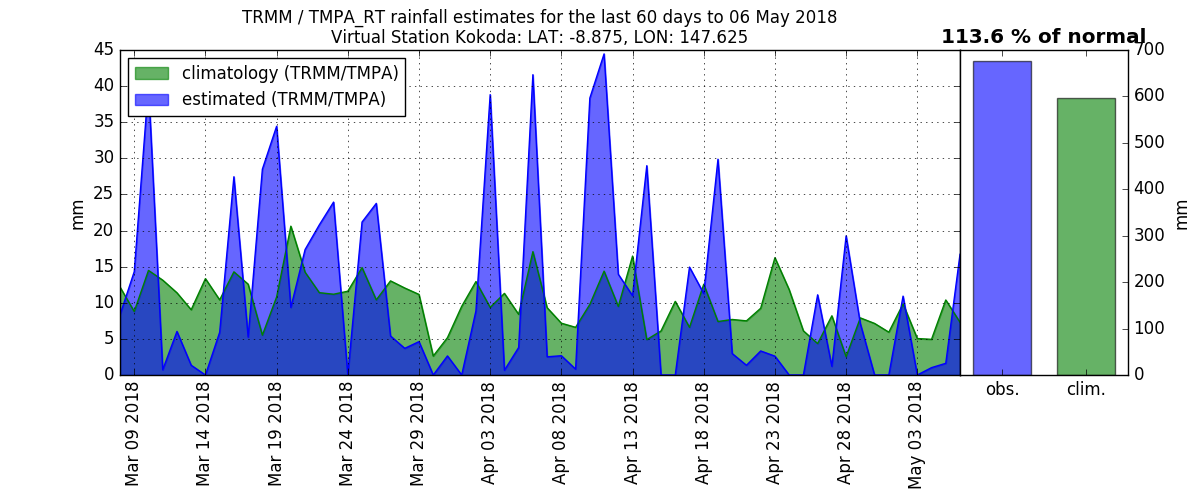 TRMM / TMPA_RT rainfall estimates for the last 60 days to 06 May 2018
Virtual Station Kokoda: LAT: -8.875, LON: 147.625
113.6 % of normal
climatology (TRMM/TMPA)
estimated (TRMM/TMPA)
mm
45
40
35
30
25
20
15
10
5
0
Mar 09 2018
Mar 14 2018
Mar 19 2018
Mar 24 2018
Mar 29 2018
Apr 03 2018
Apr 08 2018
Apr 13 2018
Apr 18 2018
Apr 23 2018
Apr 28 2018
May 03 2018
obs.
clim.
700
600
500
400
300
200
100
0
mm